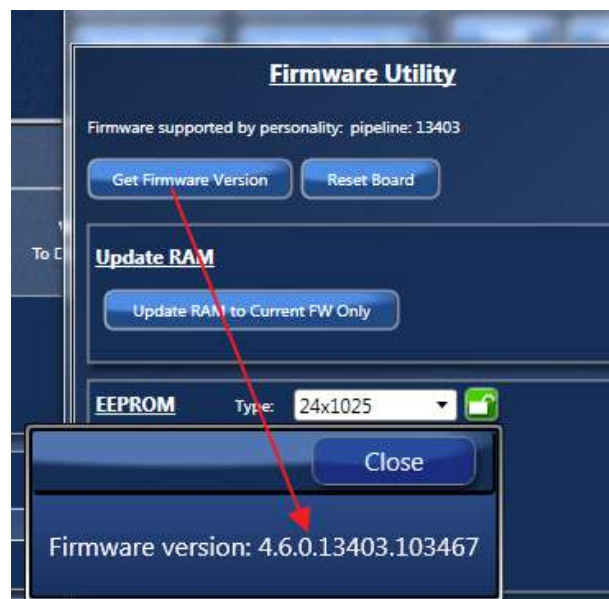 Firmware Utility
Firmware supported by personality: pipeline: 13403
Get Firmware Version Reset Board
To D
Update RAM
Update RAM to Current FW Only
EEPROM Type: 24x1025
Close
Firmware version: 4.6.0.13403.103467